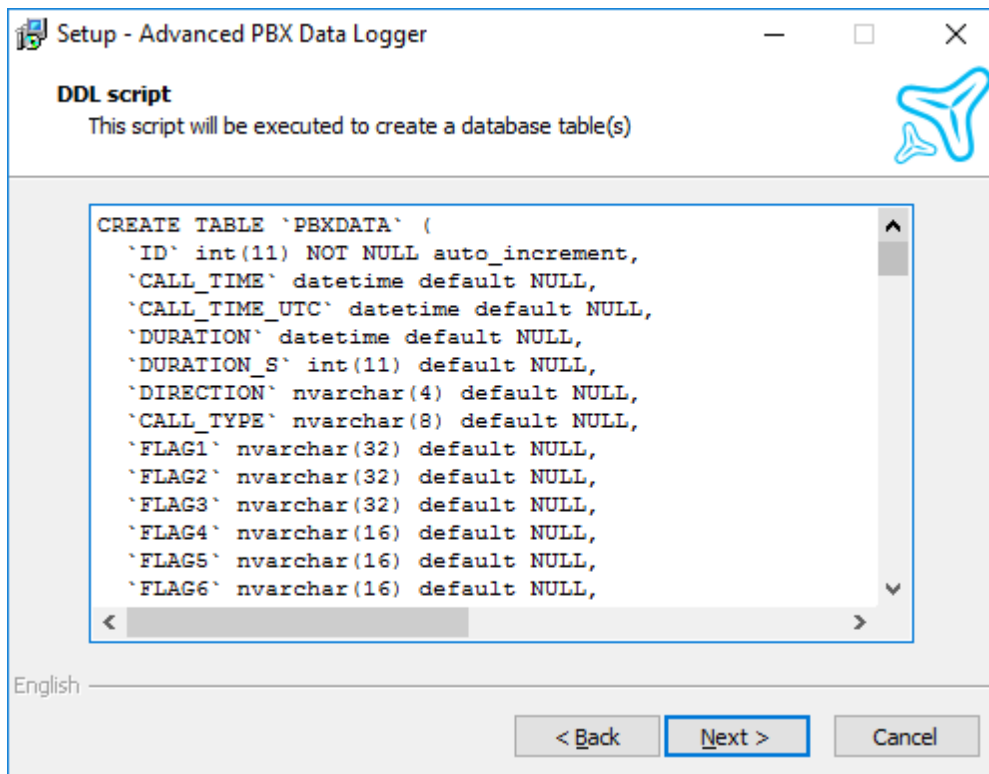 Setup - Advanced PBX Data Logger
DDL script
This script will be executed to create a database table(s)
CREATE TABLE `PBXDATA` (
  `ID` int(11) NOT NULL auto_increment,
  `CALL_TIME` datetime default NULL,
  `CALL_TIME_UTC` datetime default NULL,
  `DURATION` datetime default NULL,
  `DURATION_S` int(11) default NULL,
  `DIRECTION` nvarchar(4) default NULL,
  `CALL_TYPE` nvarchar(8) default NULL,
  `FLAG1` nvarchar(32) default NULL,
  `FLAG2` nvarchar(32) default NULL,
  `FLAG3` nvarchar(32) default NULL,
  `FLAG4` nvarchar(16) default NULL,
  `FLAG5` nvarchar(16) default NULL,
  `FLAG6` nvarchar(16) default NULL,
English
< Back Next > Cancel